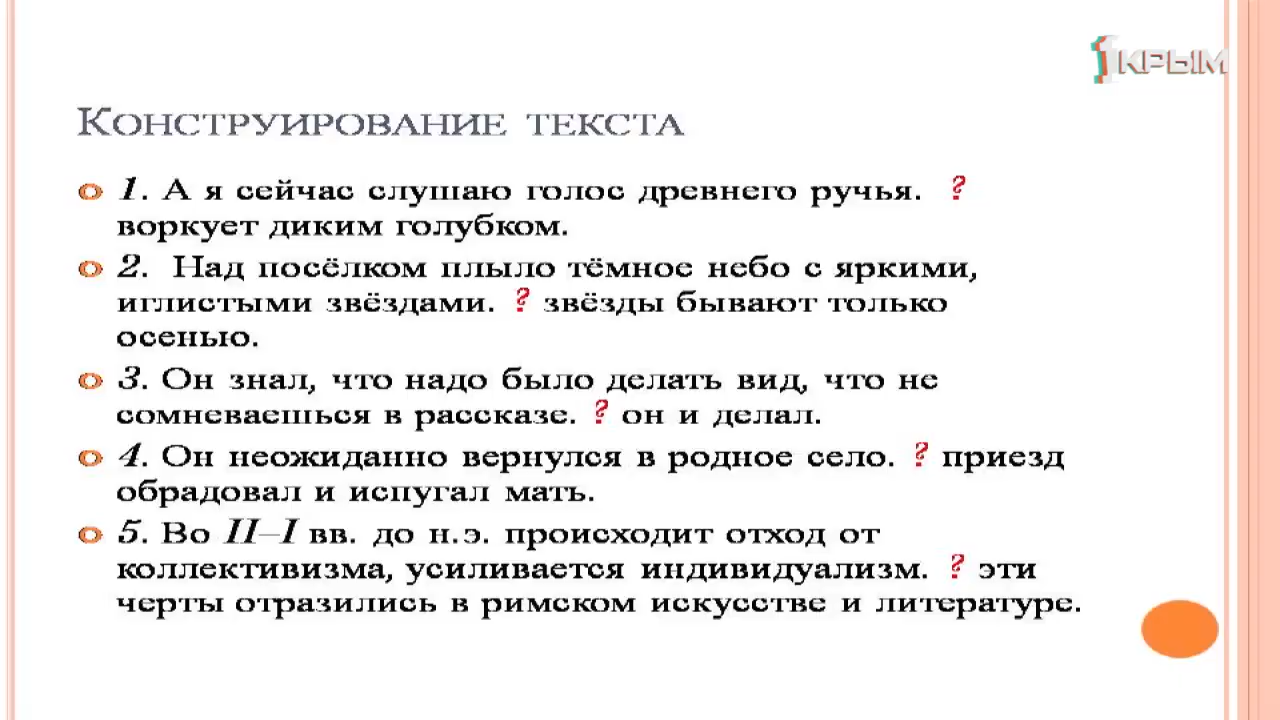 1КРЫМ
Конструирование текста
1. А я сейчас слушаю голос древнего ручья. ?
воркует диким голубком.
2. Над посёлком плыло тёмное небо с яркими,
иглистыми звёздами. ? звёзды бывают только
осенью.
3. Он знал, что надо было делать вид, что не
сомневаешься в рассказе. ? он и делал.
4. Он неожиданно вернулся в родное село. ? приезд
обрадовал и испугал мать.
5. Во II–I вв. до н.э. происходит отход от
коллективизма, усиливается индивидуализм. ? эти
черты отразились в римском искусстве и литературе.